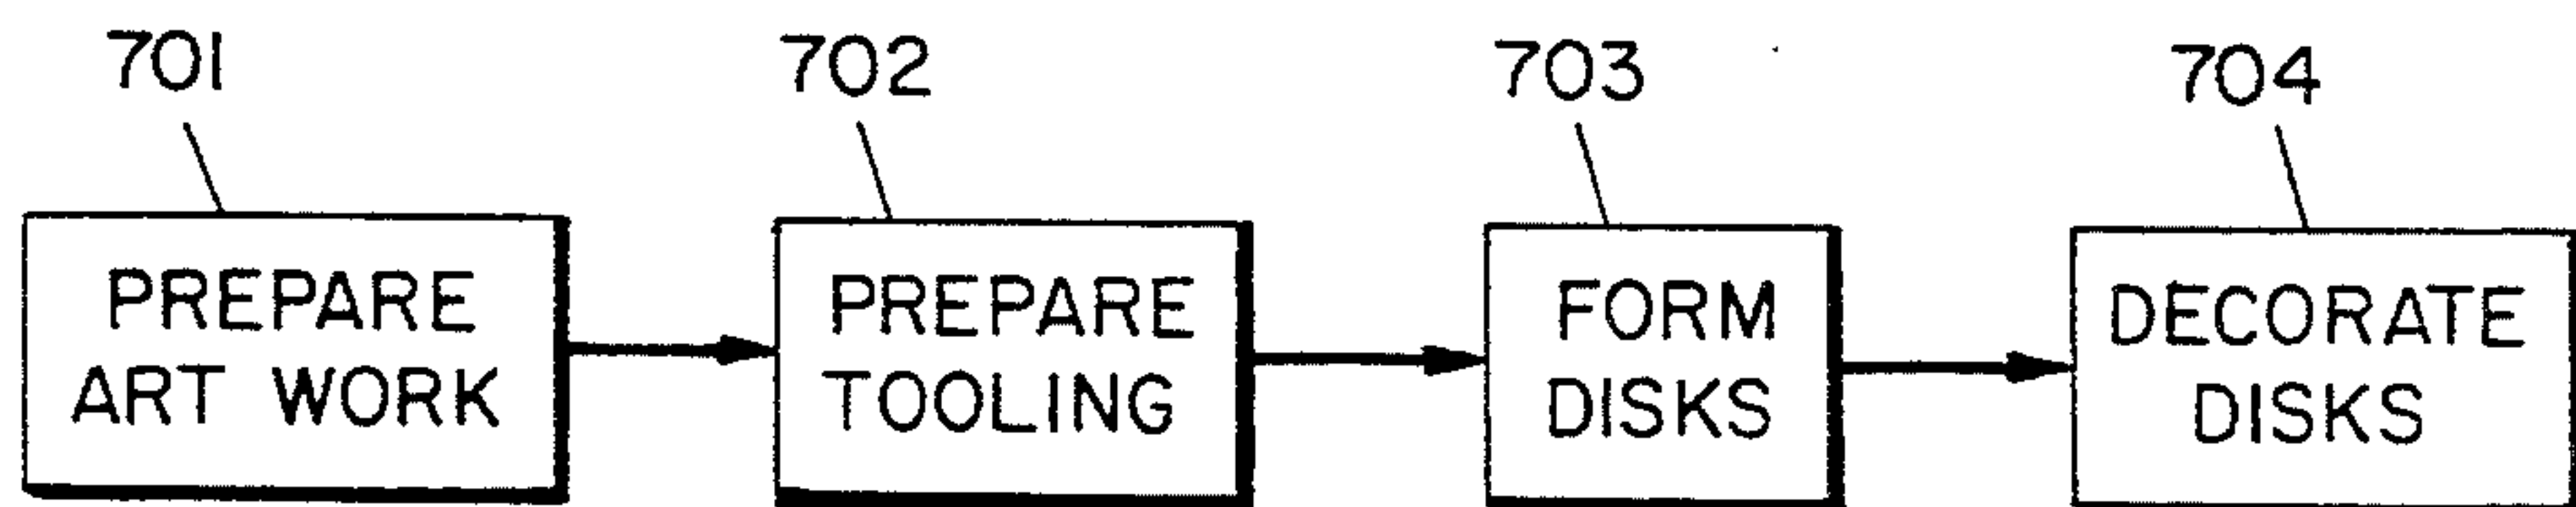 701
702
703
704
PREPARE
ART WORK
PREPARE
TOOLING
FORM
DISKS
DECORATE
DISKS